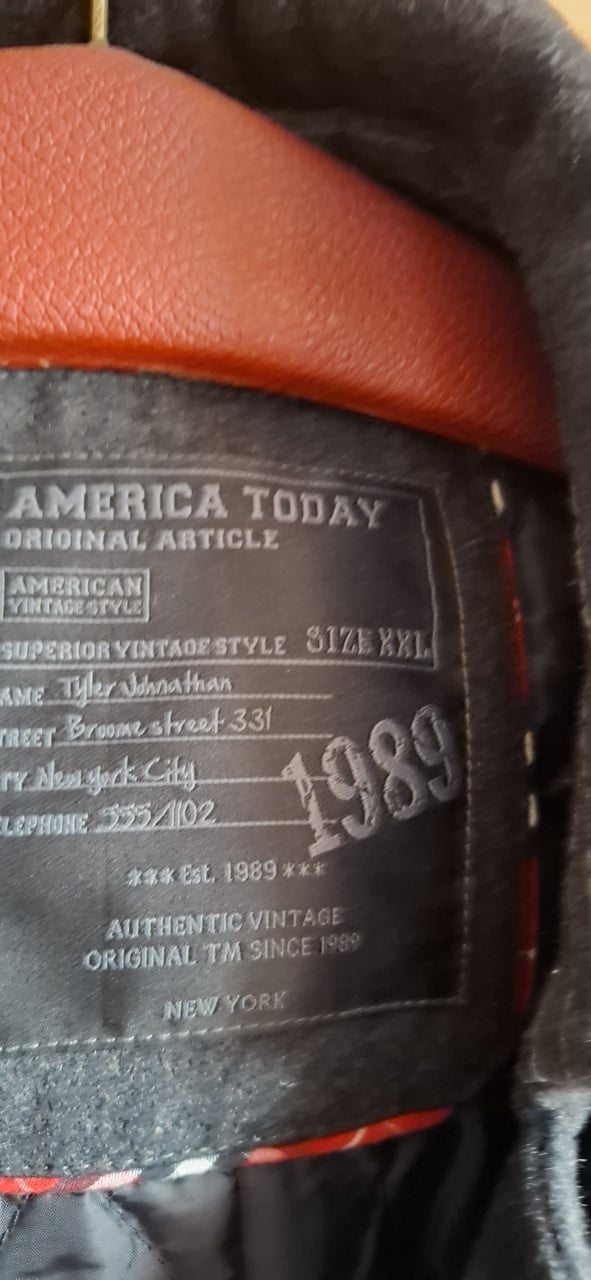 AMERICA TODAY
ORIGINAL ARTICLE
AMERICAN
VINTAGE STYLE
SUPERIOR VINTAGE STYLE SIZE XXL
AME Tyler Johnathan
TREET Broome street 331
TY New york City
LEPHONE 555/1102
1989
*** Est. 1989 ***
AUTHENTIC VINTAGE
ORIGINAL TM SINCE 1989
NEW YORK